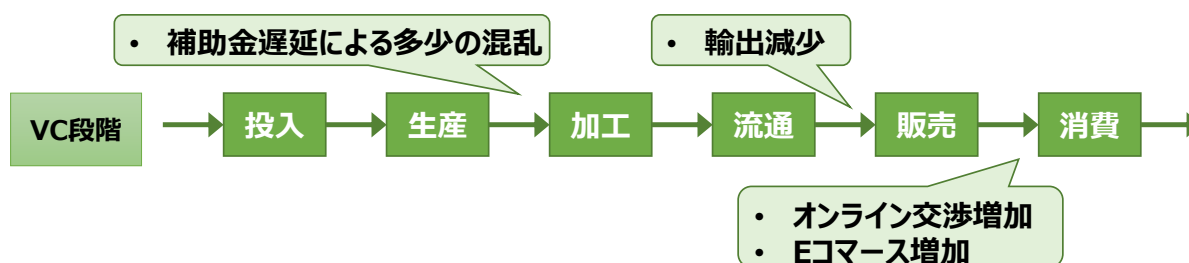 • 補助金遅延による多少の混乱
• 輸出減少
VC段階
投入
生産
加工
流通
販売
消費
• オンライン交渉増加
• Eコマース増加